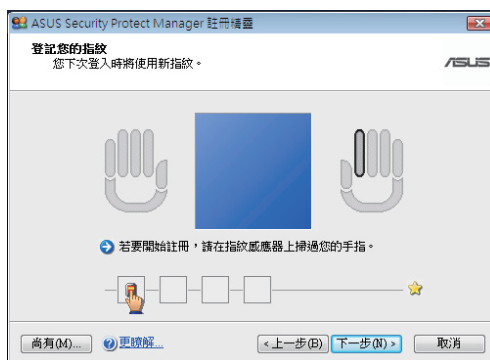 ASUS Security Protect Manager 註冊精靈
登記您的指紋
您下次登入時將使用新指紋。
ASUS
若要開始註冊，請在指紋感應器上掃過您的手指。
尚有(M)... 更瞭解... <上一步(B) 下一步(N)> 取消